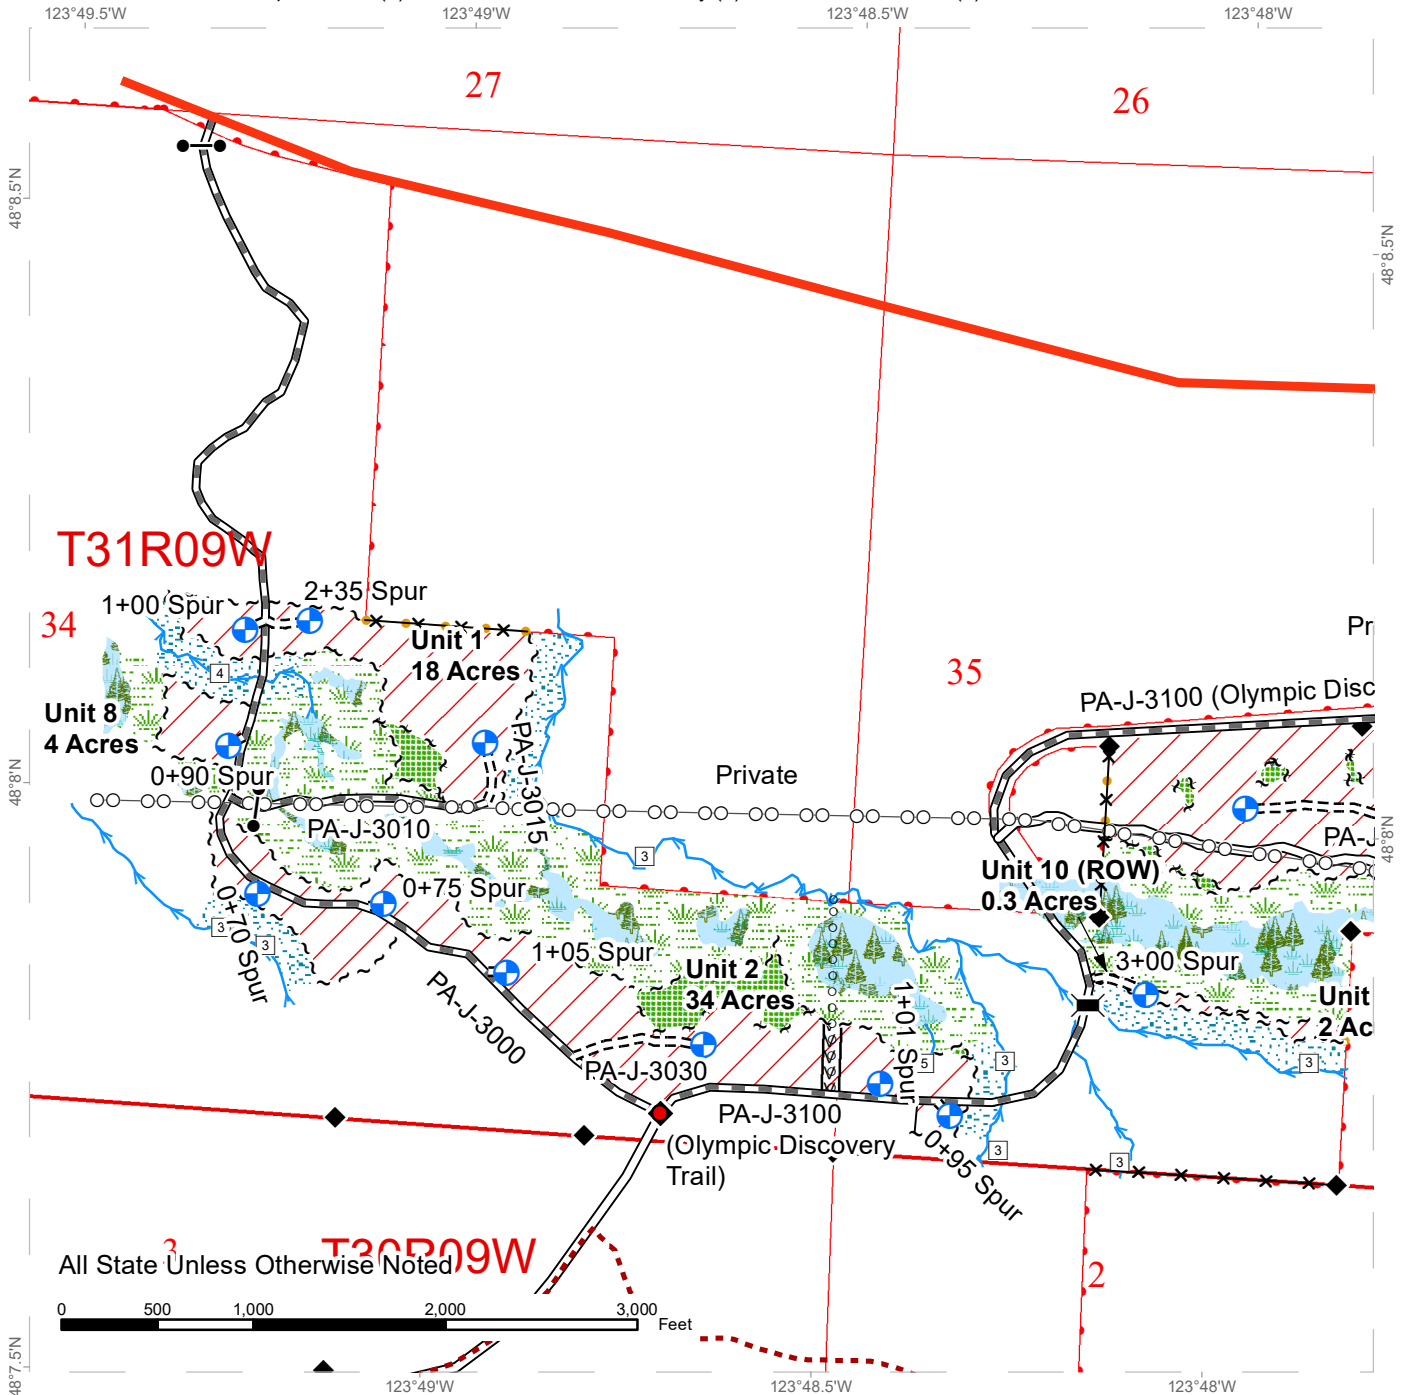 123°49.5'W
123°49'W
123°48.5'W
123°48'W
27
26
48°8.5'N
48°8.5'N
T31R09W
34
1+00 Spur
2+35 Spur
Unit 1
18 Acres
4
Pr
35
PA-J-3100 (Olympic Disc
Unit 8
4 Acres
PA-J-3015
0+90 Spur
Private
48°8'N
48°8'N
PA-J-3010
PA-J
3
Unit 10 (ROW)
0.3 Acres
0+75 Spur
0+70 Spur
3
3
1+05 Spur
Unit 2
34 Acres
3+00 Spur
Unit
2 Ac
PA-J-3000
1+01 Spur
5
3
3
PA-J-3030
PA-J-3100
(Olympic Discovery
Trail)
0+95 Spur
3
3
3
T30R09W
2
All State Unless Otherwise Noted
0
500
1,000
2,000
3,000
Feet
48°7.5'N
123°49'W
123°48.5'W
123°48'W